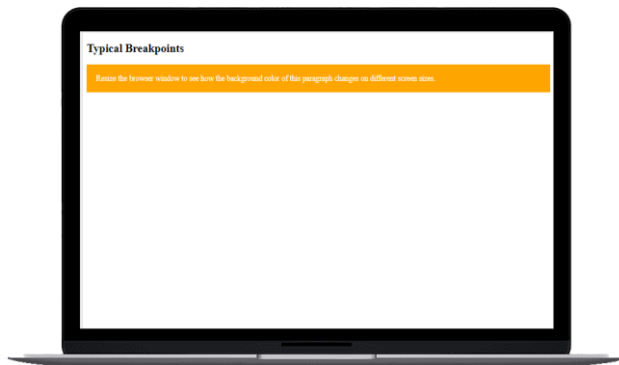 Typical Breakpoints
Resize the browser window to see how the background color of this paragraph changes on different screen sizes.